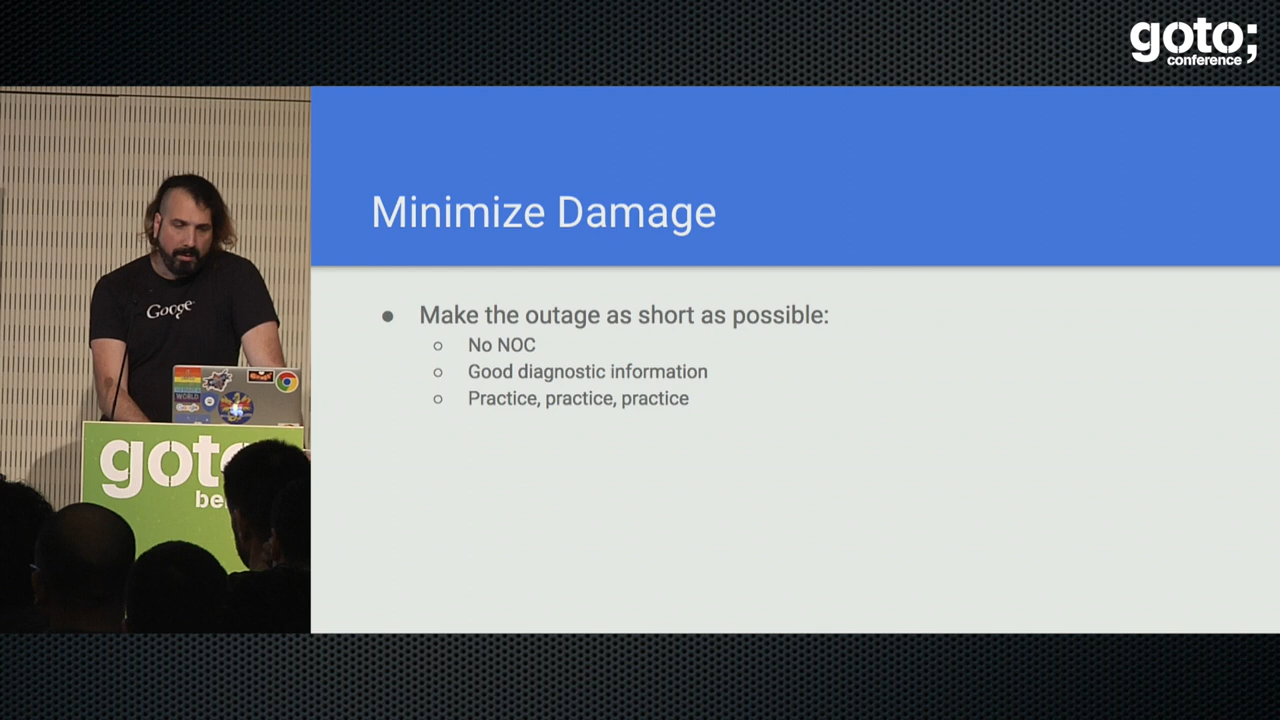 goto;
conference
Minimize Damage
Make the outage as short as possible:
No NOC
Good diagnostic information
Practice, practice, practice
Google
WORLD
goto
be